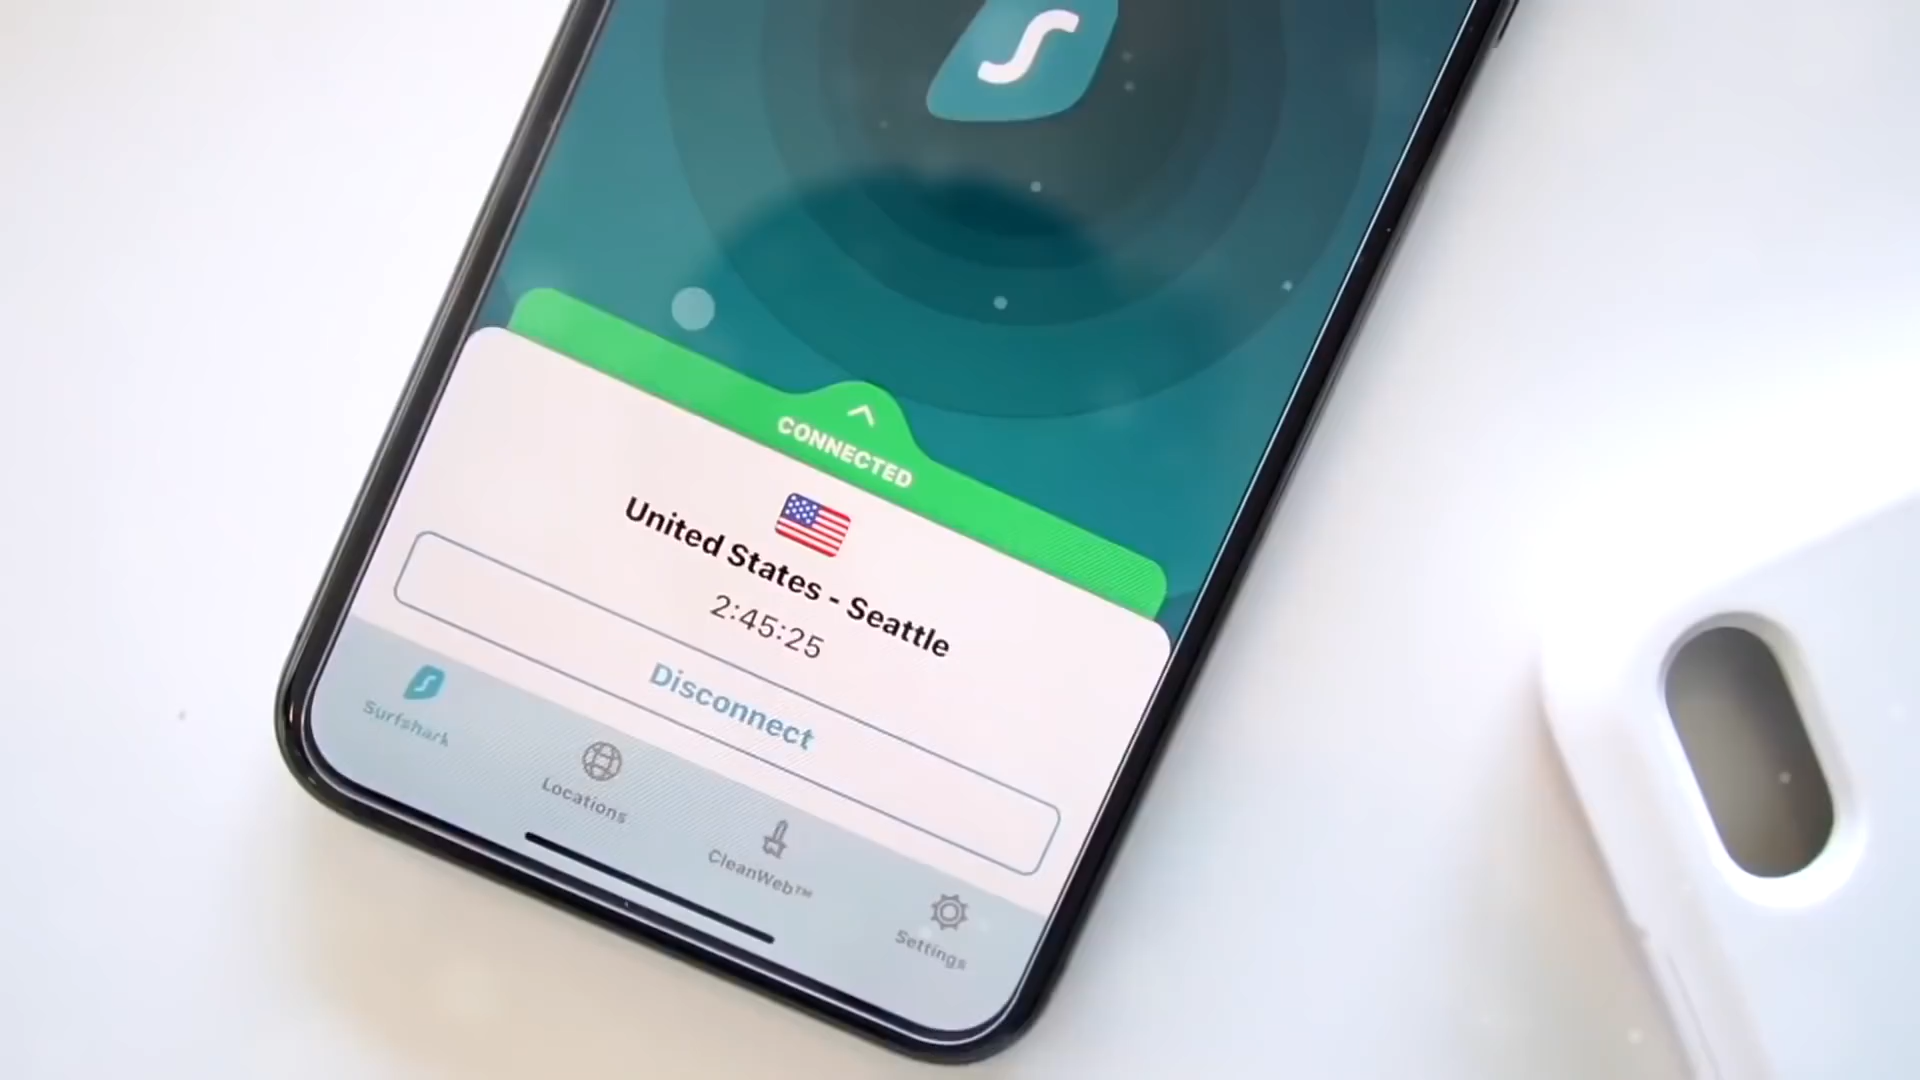 CONNECTED
United States - Seattle
2:45:25
Disconnect
Surfshark
Locations
CleanWeb™
Settings